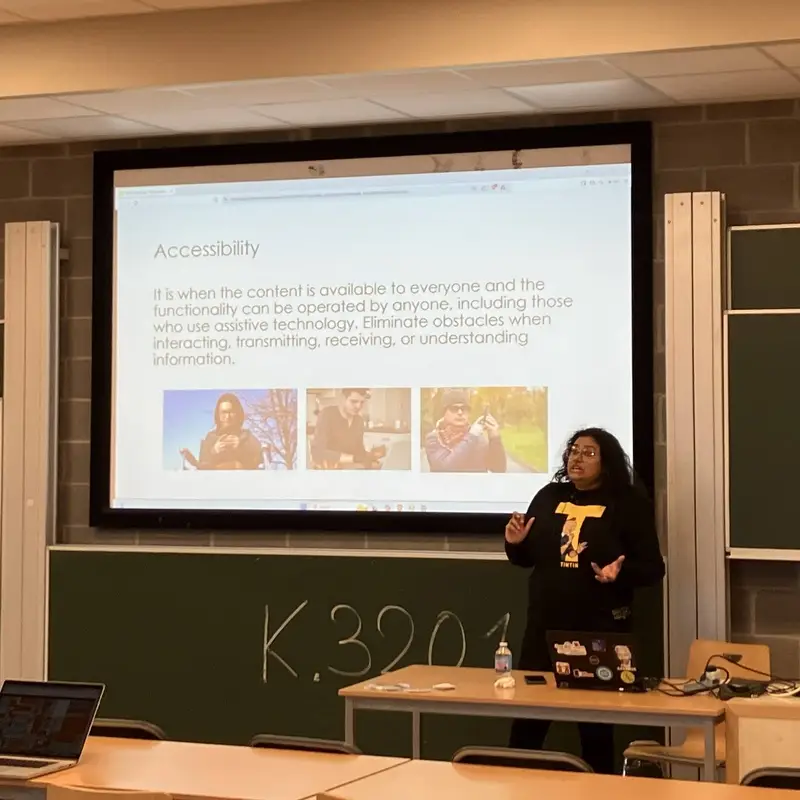 Accessibility
It is when the content is available to everyone and the
functionality can be operated by anyone, including those
who use assistive technology. Eliminate obstacles when
interacting, transmitting, receiving, or understanding
information.
T
TINTIN
K.3201